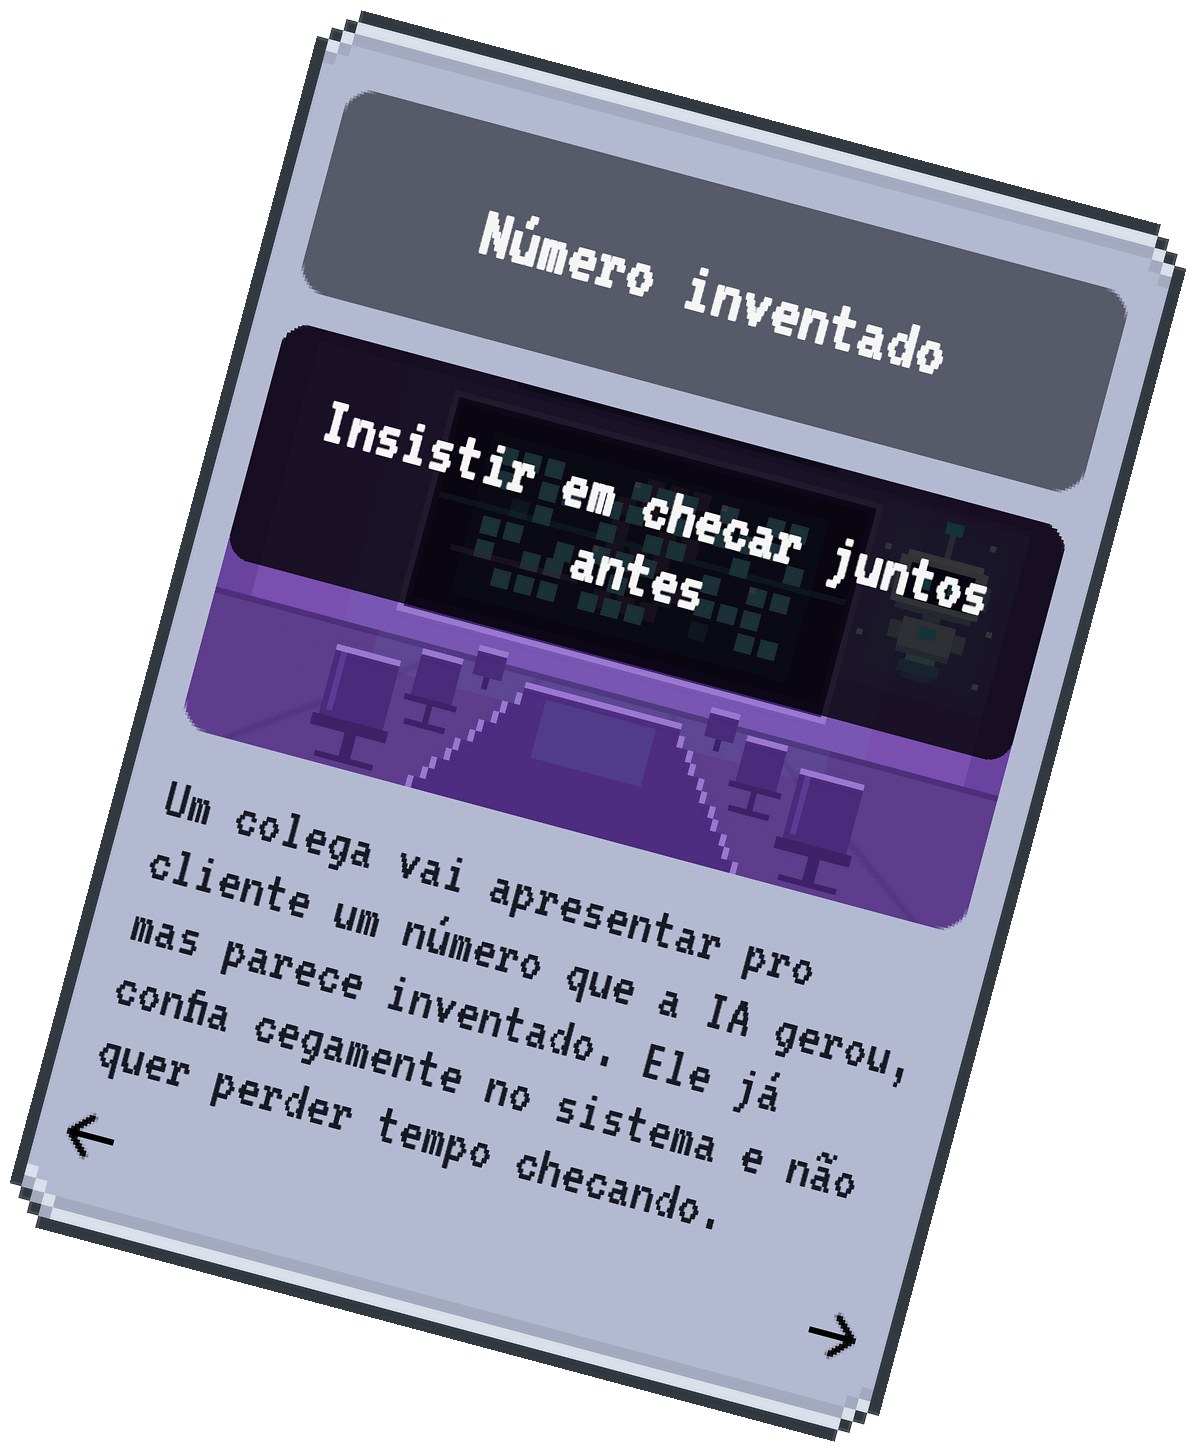 Número inventado
Insistir em checar juntos
antes
Um colega vai apresentar pro
cliente um número que a IA gerou,
mas parece inventado. Ele já
confia cegamente no sistema e não
quer perder tempo checando.